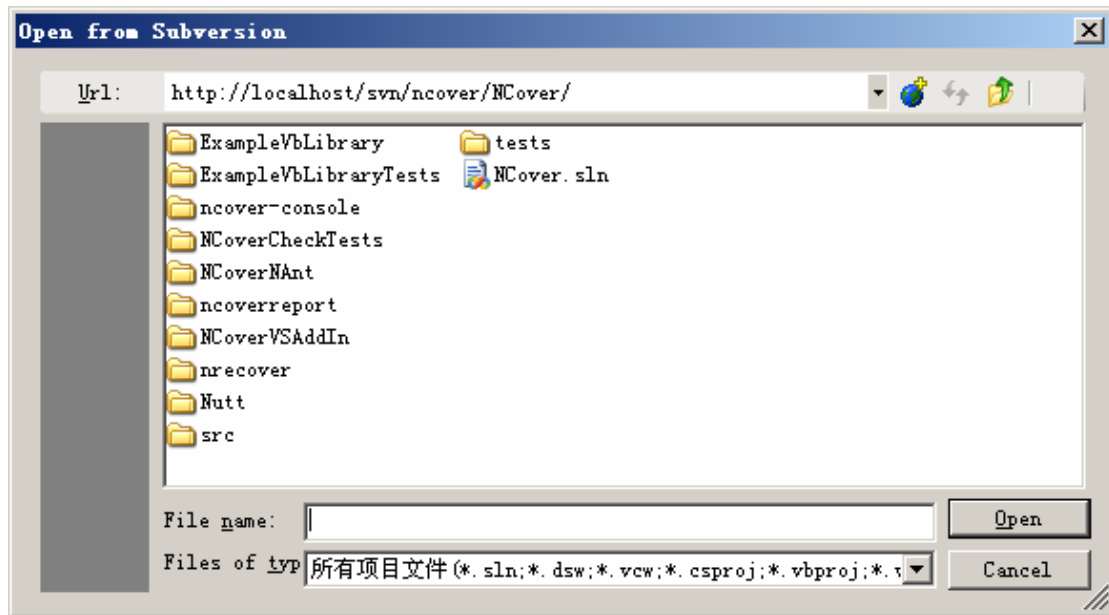 Open from Subversion
Url: http://localhost/svn/ncover/NCover/
ExampleVbLibrary
ExampleVbLibraryTests
ncover-console
NCoverCheckTests
NCoverNAnt
ncoverreport
NCoverVSAddIn
nrecover
Nutt
src
tests
NCover.sln
File name:
Open
Files of typ 所有项目文件(*.sln;*.dsw;*.vcw;*.csproj;*.vbproj;*.v
Cancel